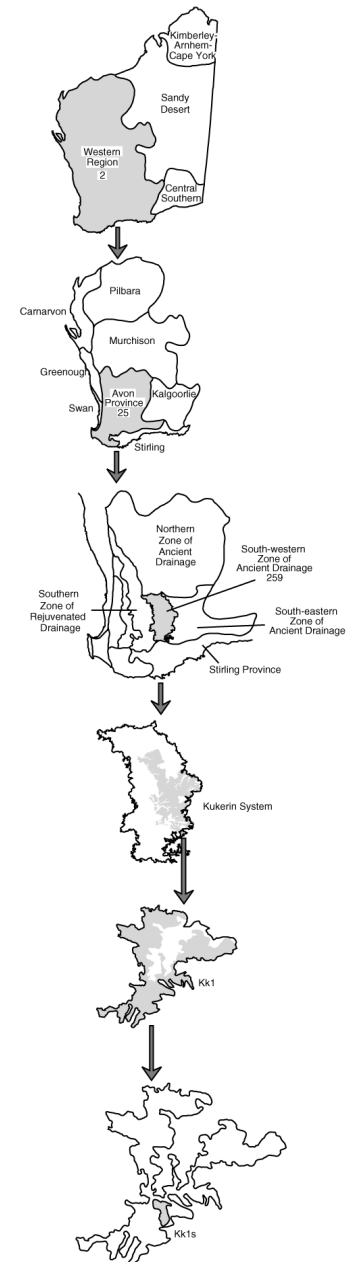 Kimberley-
Arnhem-
Cape York
Sandy
Desert
Western
Region
2
Central
Southern
Pilbara
Carnarvon
Murchison
Greenough
Avon
Province
25
Kalgoorlie
Swan
Stirling
Northern
Zone of
Ancient
Drainage
South-western
Zone of
Ancient Drainage
259
Southern
Zone of
Rejuvenated
Drainage
South-eastern
Zone of
Ancient Drainage
Stirling Province
Kukerin System
Kk1
Kk1s